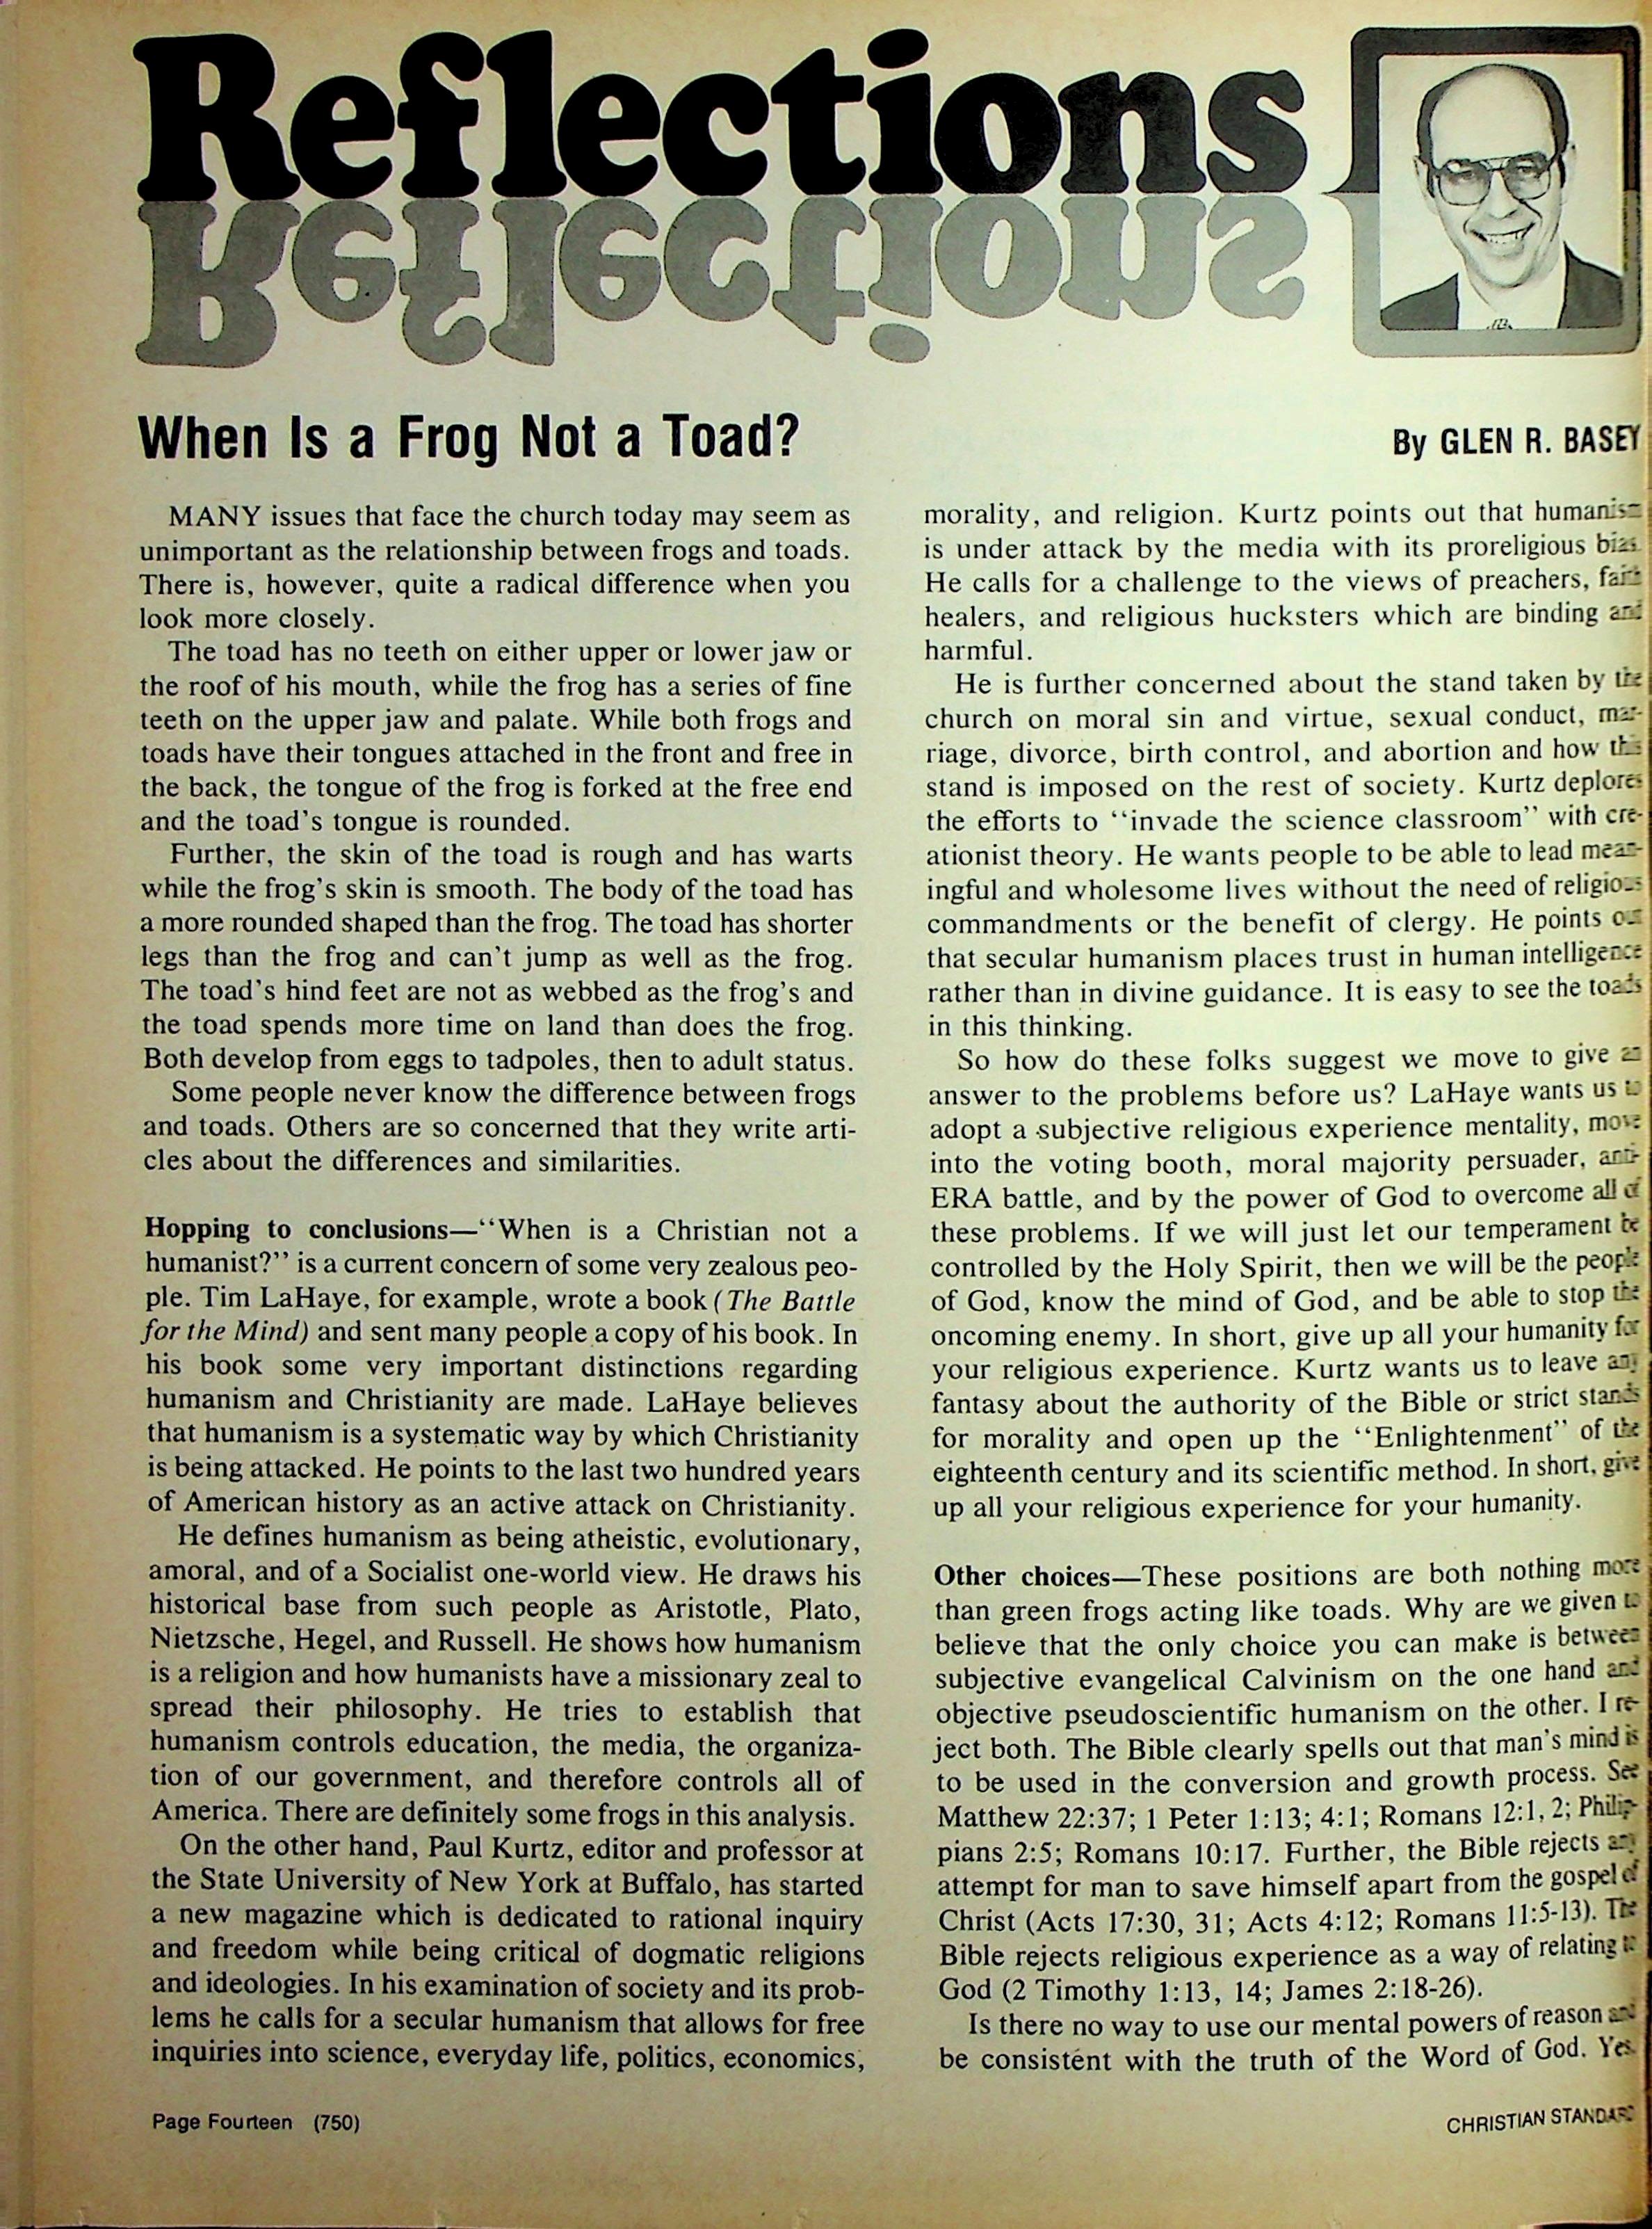 Reflections
When Is a Frog Not a Toad?
By GLEN R. BASEY
MANY issues that face the church today may seem as
unimportant as the relationship between frogs and toads.
There is, however, quite a radical difference when you
look more closely.
The toad has no teeth on either upper or lower jaw or
the roof of his mouth, while the frog has a series of fine
teeth on the upper jaw and palate. While both frogs and
toads have their tongues attached in the front and free in
the back, the tongue of the frog is forked at the free end
and the toad's tongue is rounded.
Further, the skin of the toad is rough and has warts
while the frog's skin is smooth. The body of the toad has
a more rounded shaped than the frog. The toad has shorter
legs than the frog and can't jump as well as the frog.
The toad's hind feet are not as webbed as the frog's and
the toad spends more time on land than does the frog.
Both develop from eggs to tadpoles, then to adult status.
Some people never know the difference between frogs
and toads. Others are so concerned that they write arti-
cles about the differences and similarities.
Hopping to conclusions—"When is a Christian not a
humanist?" is a current concern of some very zealous peo-
ple. Tim LaHaye, for example, wrote a book (The Battle
for the Mind) and sent many people a copy of his book. In
his book some very important distinctions regarding
humanism and Christianity are made. LaHaye believes
that humanism is a systematic way by which Christianity
is being attacked. He points to the last two hundred years
of American history as an active attack on Christianity.
He defines humanism as being atheistic, evolutionary,
amoral, and of a Socialist one-world view. He draws his
historical base from such people as Aristotle, Plato,
Nietzsche, Hegel, and Russell. He shows how humanism
is a religion and how humanists have a missionary zeal to
spread their philosophy. He tries to establish that
humanism controls education, the media, the organiza-
tion of our government, and therefore controls all of
America. There are definitely some frogs in this analysis.
On the other hand, Paul Kurtz, editor and professor at
the State University of New York at Buffalo, has started
a new magazine which is dedicated to rational inquiry
and freedom while being critical of dogmatic religions
and ideologies. In his examination of society and its prob-
lems he calls for a secular humanism that allows for free
inquiries into science, everyday life, politics, economics,
morality, and religion. Kurtz points out that humanism
is under attack by the media with its proreligious bias.
He calls for a challenge to the views of preachers, faith
healers, and religious hucksters which are binding and
harmful.
He is further concerned about the stand taken by the
church on moral sin and virtue, sexual conduct, mar-
riage, divorce, birth control, and abortion and how this
stand is imposed on the rest of society. Kurtz deplores
the efforts to "invade the science classroom" with cre-
ationist theory. He wants people to be able to lead mean-
ingful and wholesome lives without the need of religious
commandments or the benefit of clergy. He points out
that secular humanism places trust in human intelligence
rather than in divine guidance. It is easy to see the toads
in this thinking.
So how do these folks suggest we move to give an
answer to the problems before us? LaHaye wants us to
adopt a subjective religious experience mentality, move
into the voting booth, moral majority persuader, anti-
ERA battle, and by the power of God to overcome all of
these problems. If we will just let our temperament be
controlled by the Holy Spirit, then we will be the people
of God, know the mind of God, and be able to stop the
oncoming enemy. In short, give up all your humanity for
your religious experience. Kurtz wants us to leave any
fantasy about the authority of the Bible or strict stands
for morality and open up the "Enlightenment" of the
eighteenth century and its scientific method. In short, give
up all your religious experience for your humanity.
Other choices—These positions are both nothing more
than green frogs acting like toads. Why are we given to
believe that the only choice you can make is between
subjective evangelical Calvinism on the one hand and
objective pseudoscientific humanism on the other. I re-
ject both. The Bible clearly spells out that man's mind is
to be used in the conversion and growth process. See
Matthew 22:37; 1 Peter 1:13; 4:1; Romans 12:1, 2; Philip-
pians 2:5; Romans 10:17. Further, the Bible rejects any
attempt for man to save himself apart from the gospel of
Christ (Acts 17:30, 31; Acts 4:12; Romans 11:5-13). The
Bible rejects religious experience as a way of relating to
God (2 Timothy 1:13, 14; James 2:18-26).
Is there no way to use our mental powers of reason and
be consistent with the truth of the Word of God. Yes.
Page Fourteen (750)
CHRISTIAN STANDARD